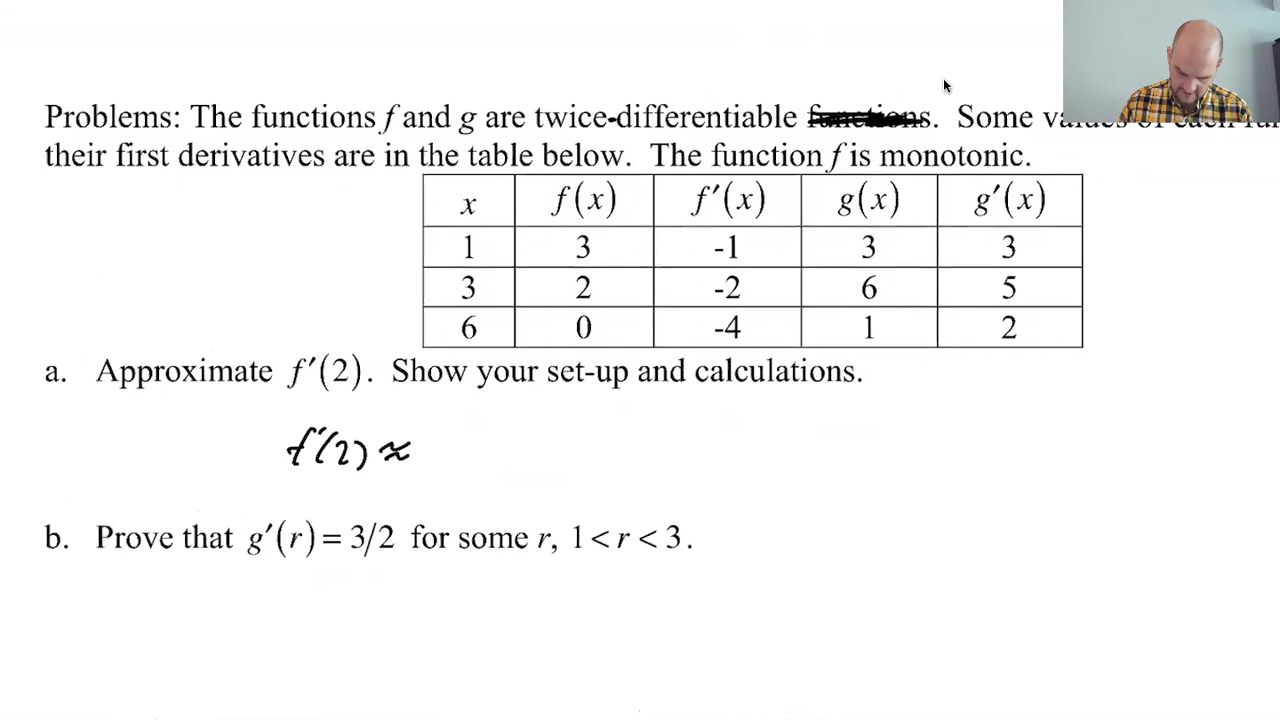 Problems: The functions f and g are twice-differentiable functions. Some of
their first derivatives are in the table below. The function f is monotonic.
x f(x) f′(x) g(x) g′(x)
1 3 -1 3 3
3 2 -2 6 5
6 0 -4 1 2
a. Approximate f′(2). Show your set-up and calculations.
f′(2) ≈
b. Prove that g′(r) = 3/2 for some r, 1 < r < 3.